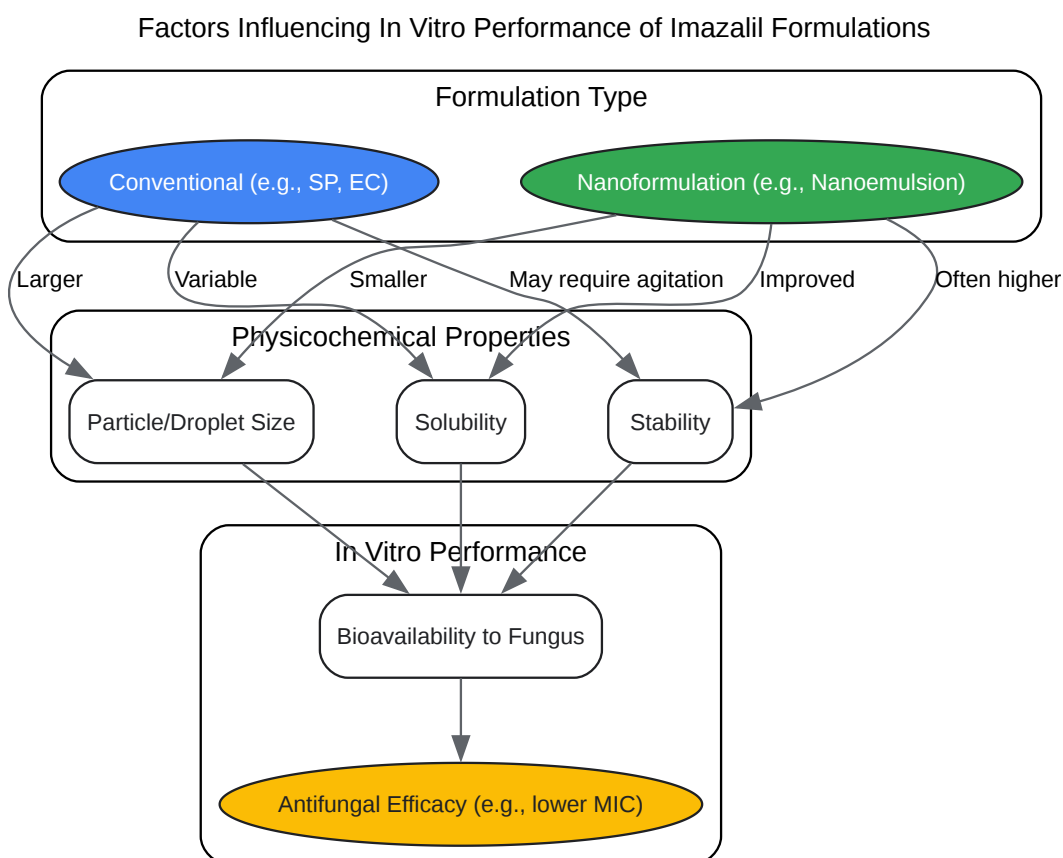 Factors Influencing In Vitro Performance of Imazalil Formulations
Formulation Type
Conventional (e.g., SP, EC)
Nanoformulation (e.g., Nanoemulsion)
Larger
Variable
Smaller
May require agitation
Improved
Often higher
Physicochemical Properties
Particle/Droplet Size
Solubility
Stability
In Vitro Performance
Bioavailability to Fungus
Antifungal Efficacy (e.g., lower MIC)